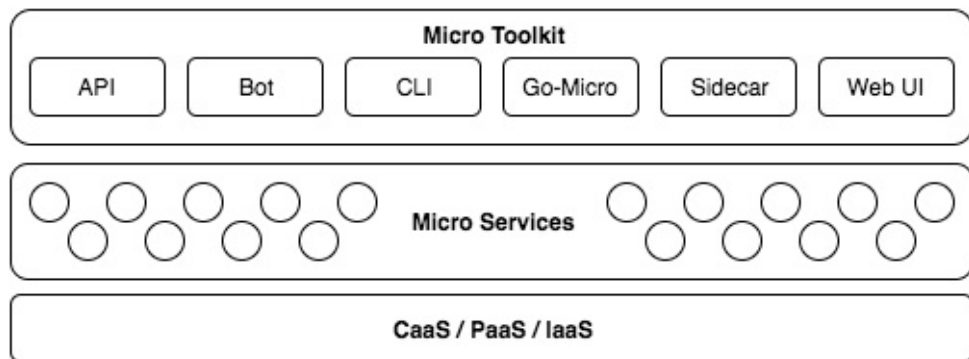 Micro Toolkit
API Bot CLI Go-Micro Sidecar Web UI
Micro Services
CaaS / PaaS / IaaS